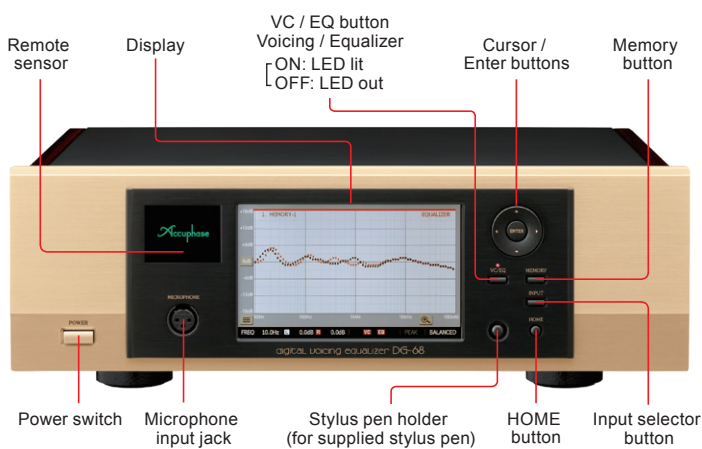 VC / EQ button
Voicing / Equalizer
ON: LED lit
OFF: LED out
Remote
sensor
Display
Cursor /
Enter buttons
Memory
button
1. MEMORY-1
EQUALIZER
Accuphase
ENTER
VC/EQ
MEMORY
INPUT
HOME
MICROPHONE
POWER
FREQ 10.0Hz L 0.0dB R 0.0dB VC EQ PEAK BALANCED
digital voicing equalizer DG-68
Power switch
Microphone
input jack
Stylus pen holder
(for supplied stylus pen)
HOME
button
Input selector
button